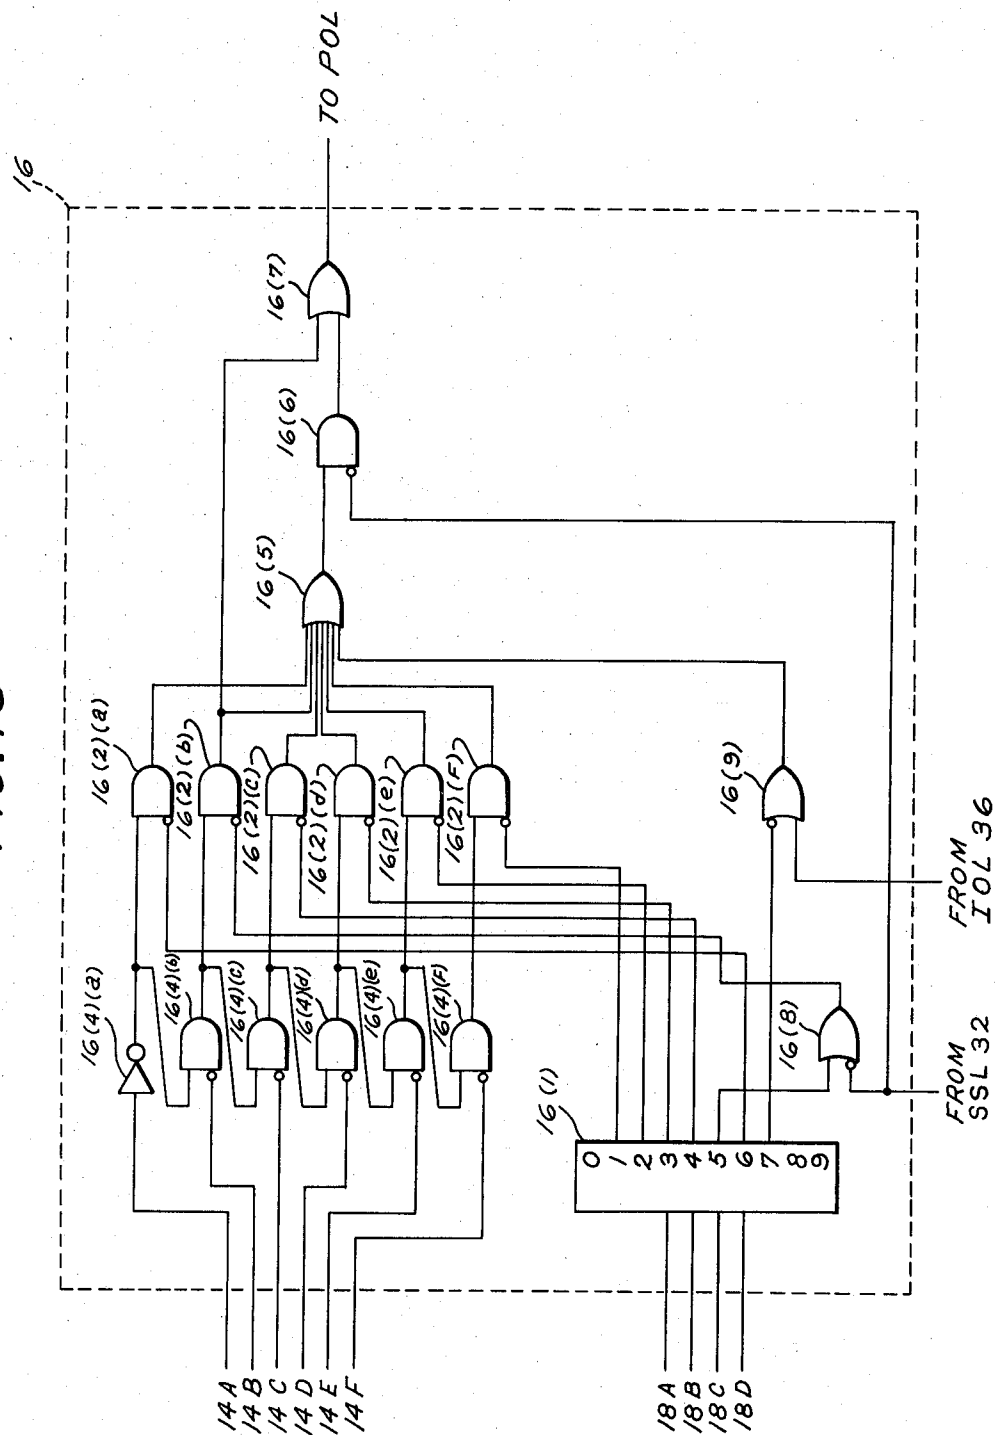 16
TO POL
16(7)
16(6)
16(5)
16(2)(a)
16(2)(b)
16(2)(c)
16(2)(d)
16(2)(e)
16(2)(F)
16(9)
16(4)(a)
16(4)(b)
16(4)(c)
16(4)(d)
16(4)(e)
16(4)(F)
16(8)
16(1)
0
1
2
3
4
5
6
7
8
9
14A
14B
14C
14D
14E
14F
18A
18B
18C
18D
FROM
IOL 36
FROM
SSL 32